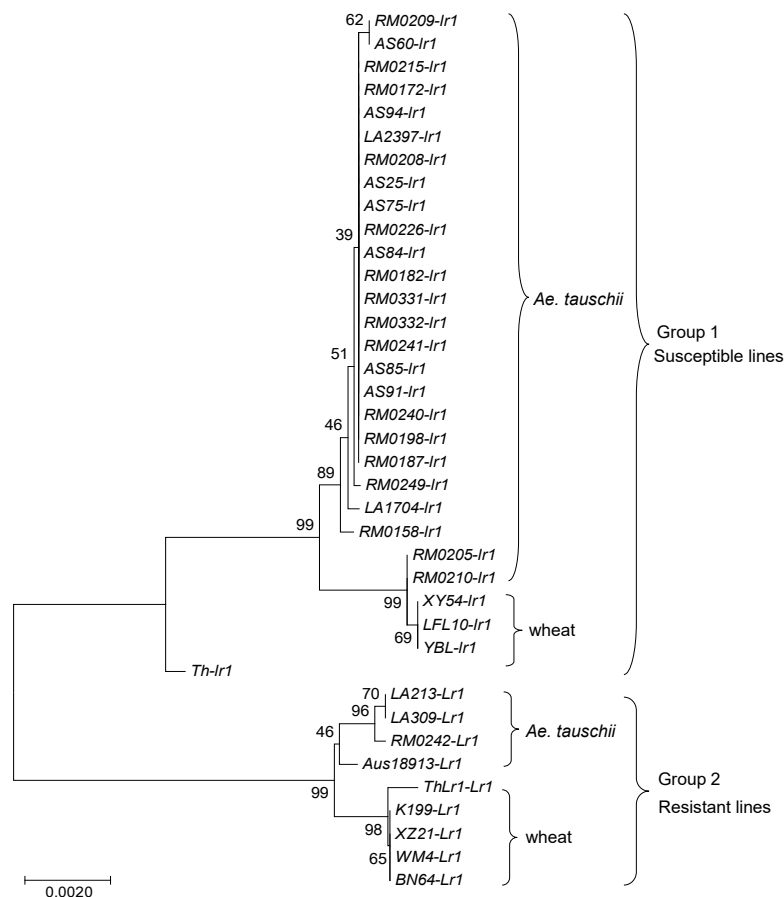 62
RM0209-lr1
AS60-lr1
RM0215-lr1
RM0172-lr1
AS94-lr1
LA2397-lr1
RM0208-lr1
AS25-lr1
AS75-lr1
RM0226-lr1
39
AS84-lr1
RM0182-lr1
RM0331-lr1
Ae. tauschii
RM0332-lr1
Group 1
RM0241-lr1
51
Susceptible lines
AS85-lr1
AS91-lr1
RM0240-lr1
46
RM0198-lr1
RM0187-lr1
89
RM0249-lr1
LA1704-lr1
99
RM0158-lr1
RM0205-lr1
RM0210-lr1
99
XY54-lr1
LFL10-lr1
wheat
69
YBL-lr1
Th-lr1
70
LA213-Lr1
96
LA309-Lr1
Ae. tauschii
46
RM0242-Lr1
Aus18913-Lr1
Group 2
99
ThLr1-Lr1
Resistant lines
K199-Lr1
98
XZ21-Lr1
wheat
65
WM4-Lr1
BN64-Lr1
0.0020